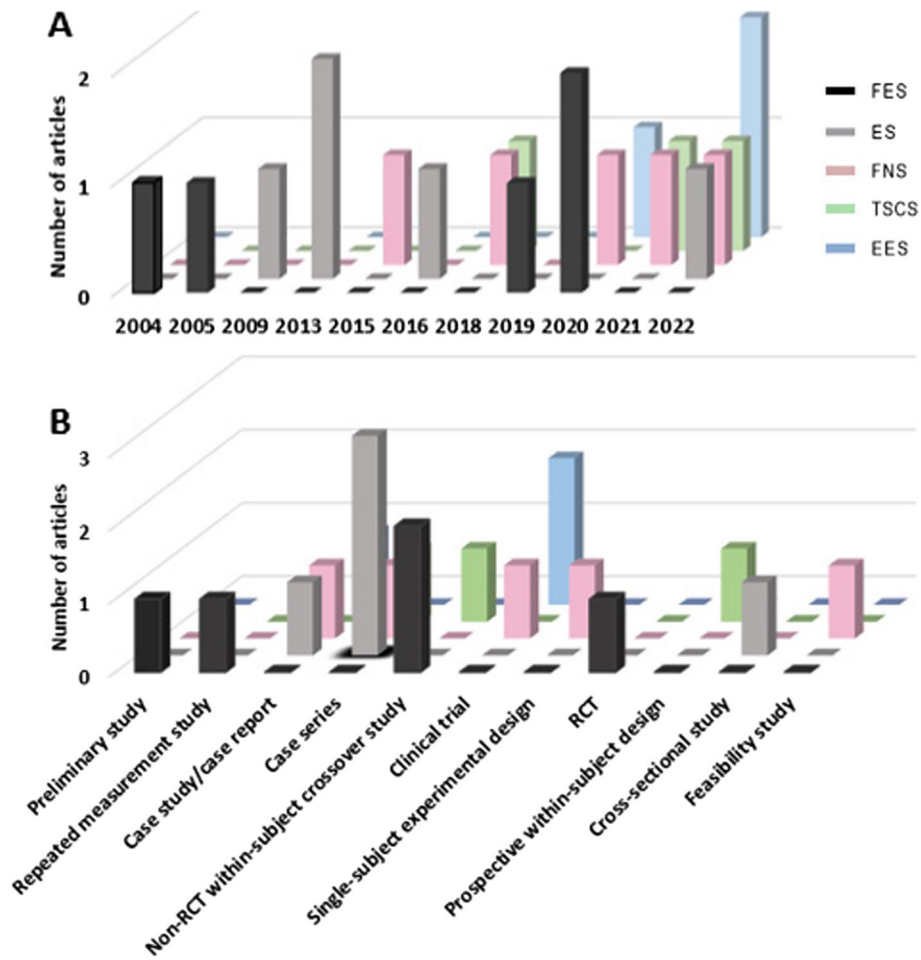 A
2
1
0
Number of articles
2004 2005 2009 2013 2015 2016 2018 2019 2020 2021 2022
FES
ES
FNS
TSCS
EES
B
3
2
1
0
Number of articles
Preliminary study
Repeated measurement study
Case study/case report
Case series
Non-RCT within-subject crossover study
Clinical trial
Single-subject experimental design
RCT
Prospective within-subject design
Cross-sectional study
Feasibility study